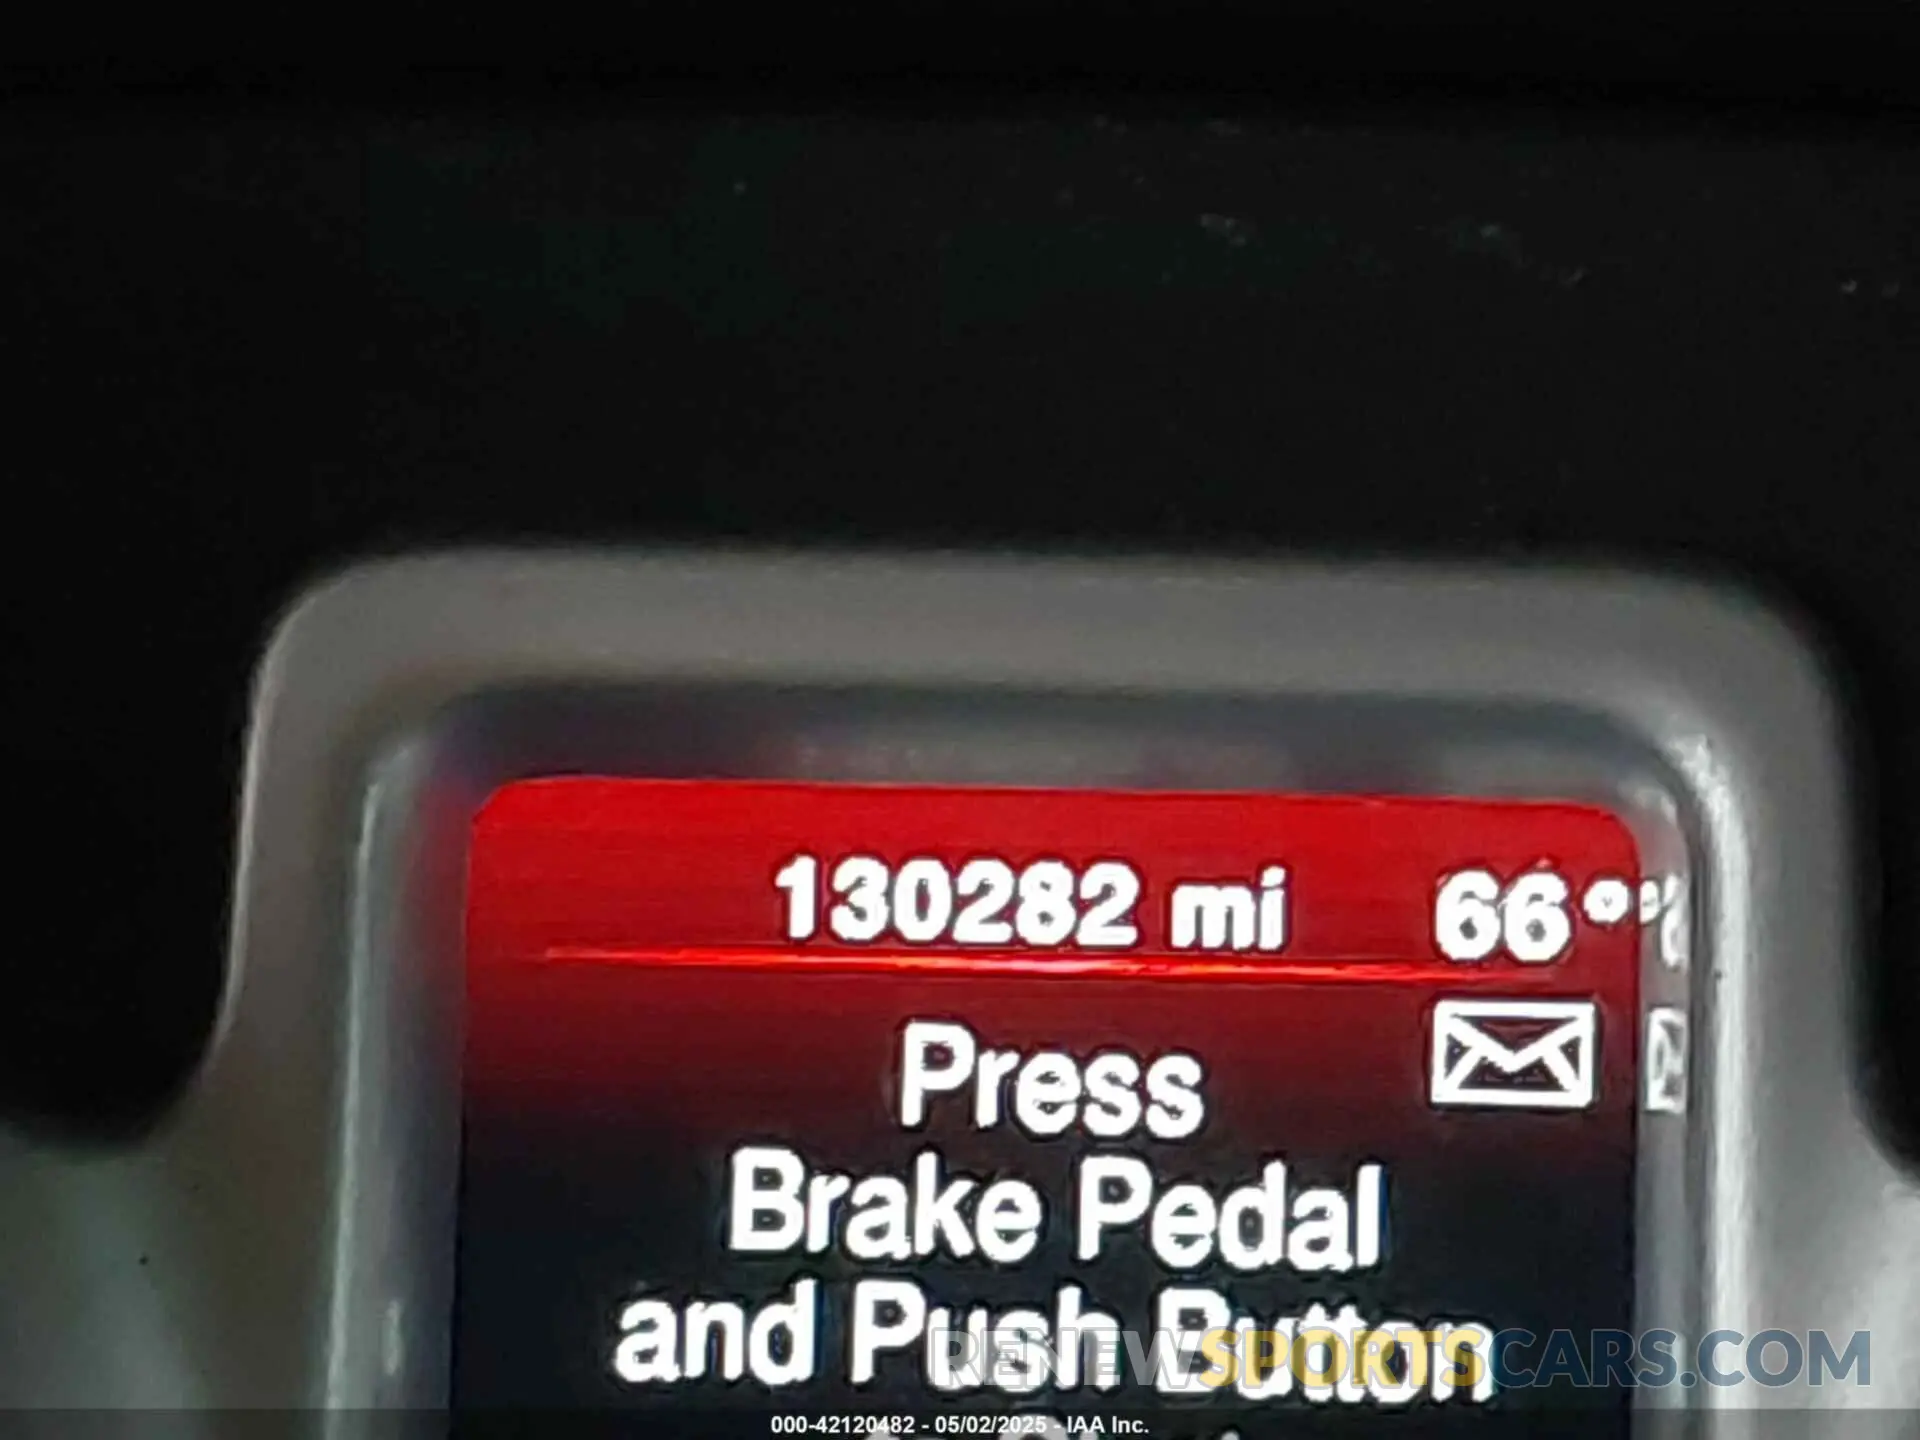 130282 mi 66°
Press
Brake Pedal
and Push Button
RENEWSPORTSCARS.COM
000-42120482 - 05/02/2025 - IAA Inc.